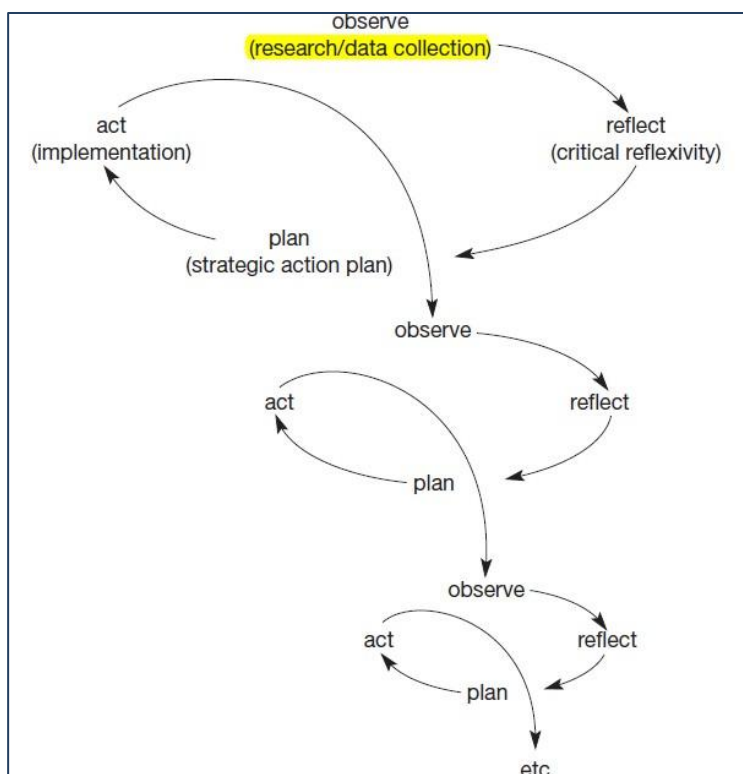 observe
(research/data collection)
act
(implementation)
reflect
(critical reflexivity)
plan
(strategic action plan)
observe
act
reflect
plan
observe
act
reflect
plan
etc